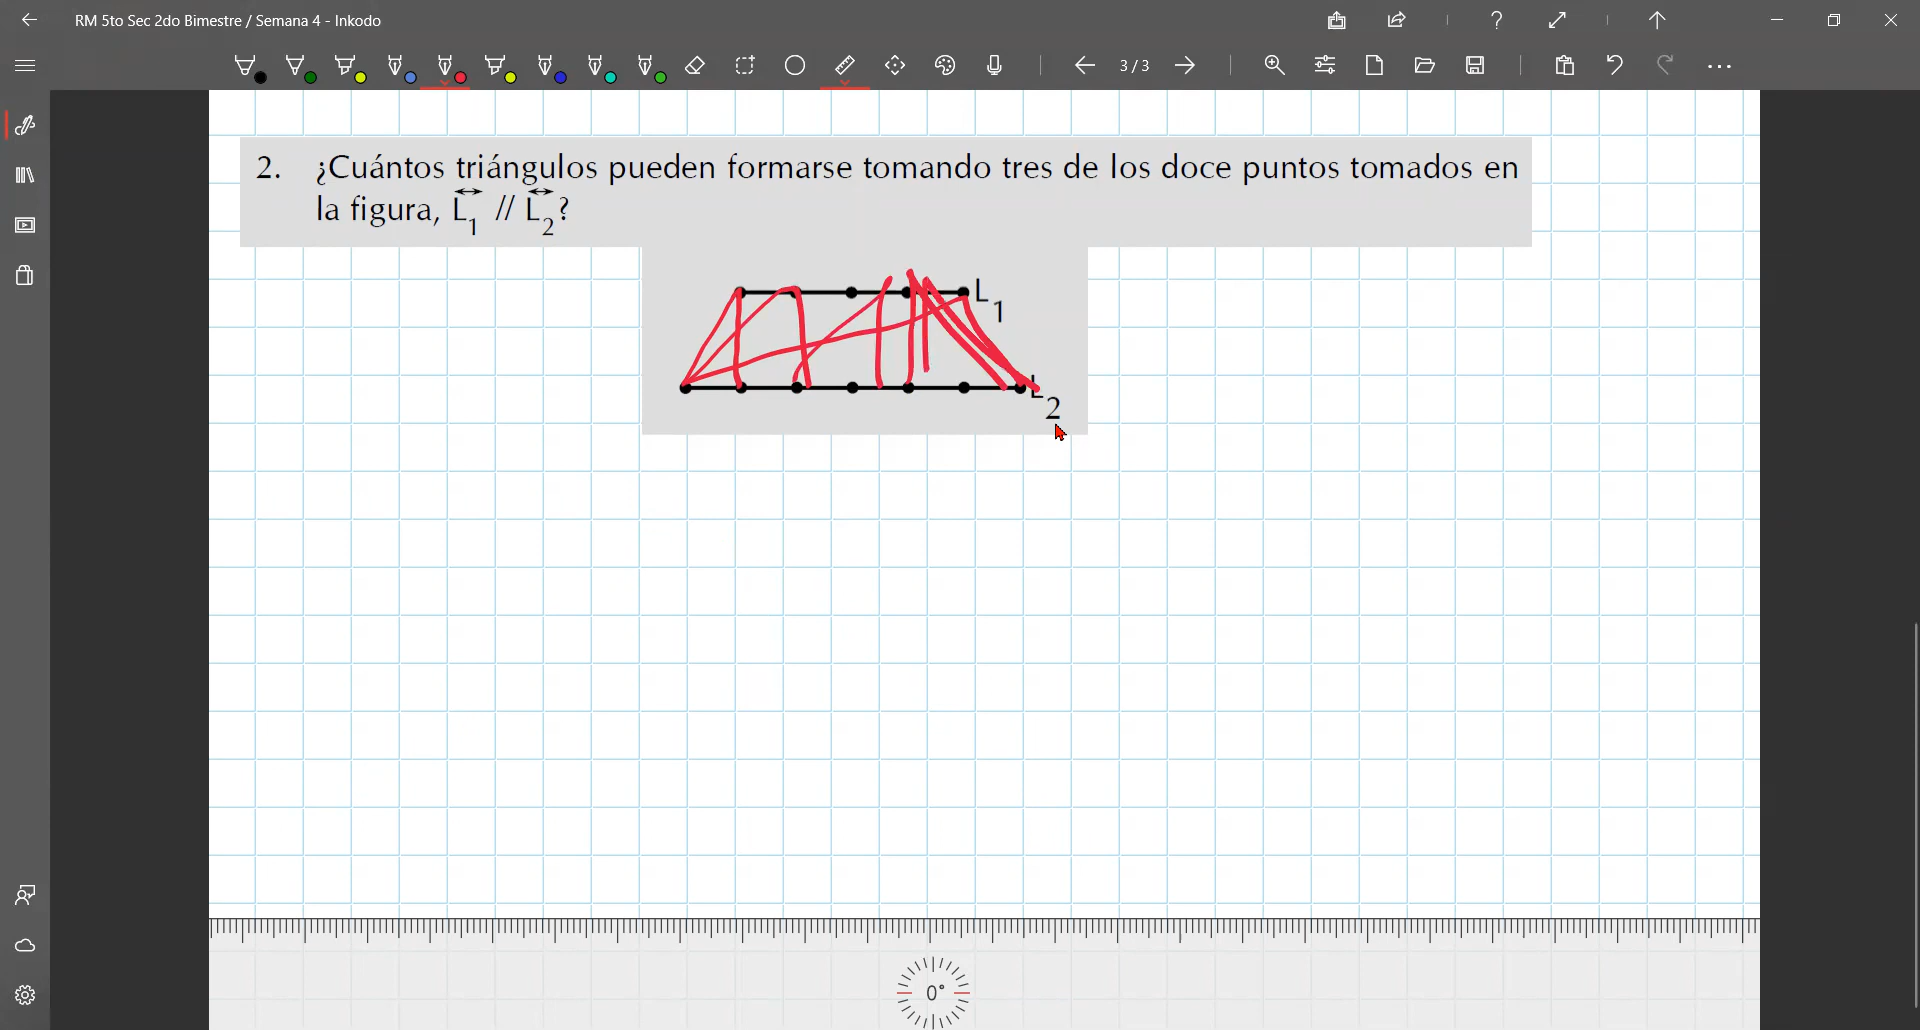 RM 5to Sec 2do Bimestre / Semana 4 - Inkodo
3 / 3
2. ¿Cuántos triángulos pueden formarse tomando tres de los doce puntos tomados en
la figura, L1 // L2?
L1
L2
0°